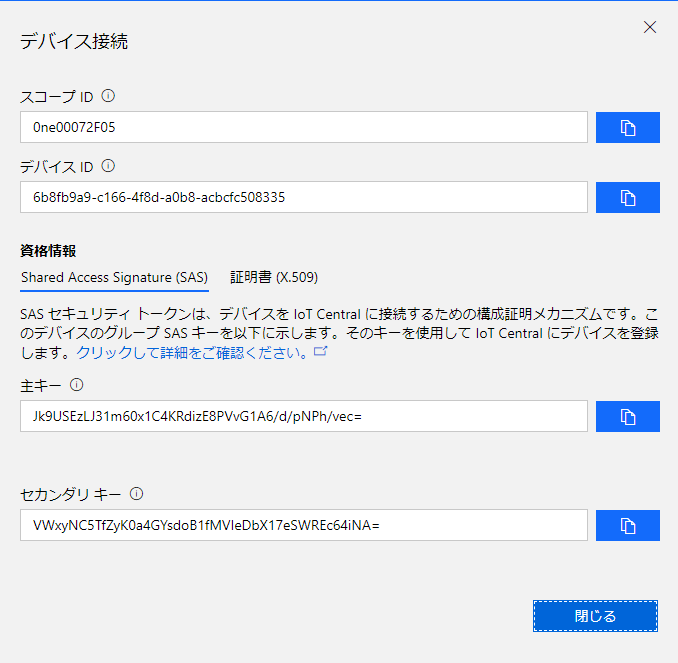 デバイス接続
スコープ ID
0ne00072F05
デバイス ID
6b8fb9a9-c166-4f8d-a0b8-acbcfc508335
資格情報
Shared Access Signature (SAS) 証明書 (X.509)
SAS セキュリティ トークンは、デバイスを IoT Central に接続するための構成証明メカニズムです。こ
のデバイスのグループ SAS キーを以下に示します。そのキーを使用して IoT Central にデバイスを登録
します。クリックして詳細をご確認ください。
主キー
Jk9USEzLJ31m60x1C4KRdizE8PVvG1A6/d/pNPh/vec=
セカンダリ キー
VWxyNC5TfZyK0a4GYsdoB1fMVIeDbX17eSWREc64iNA=
閉じる